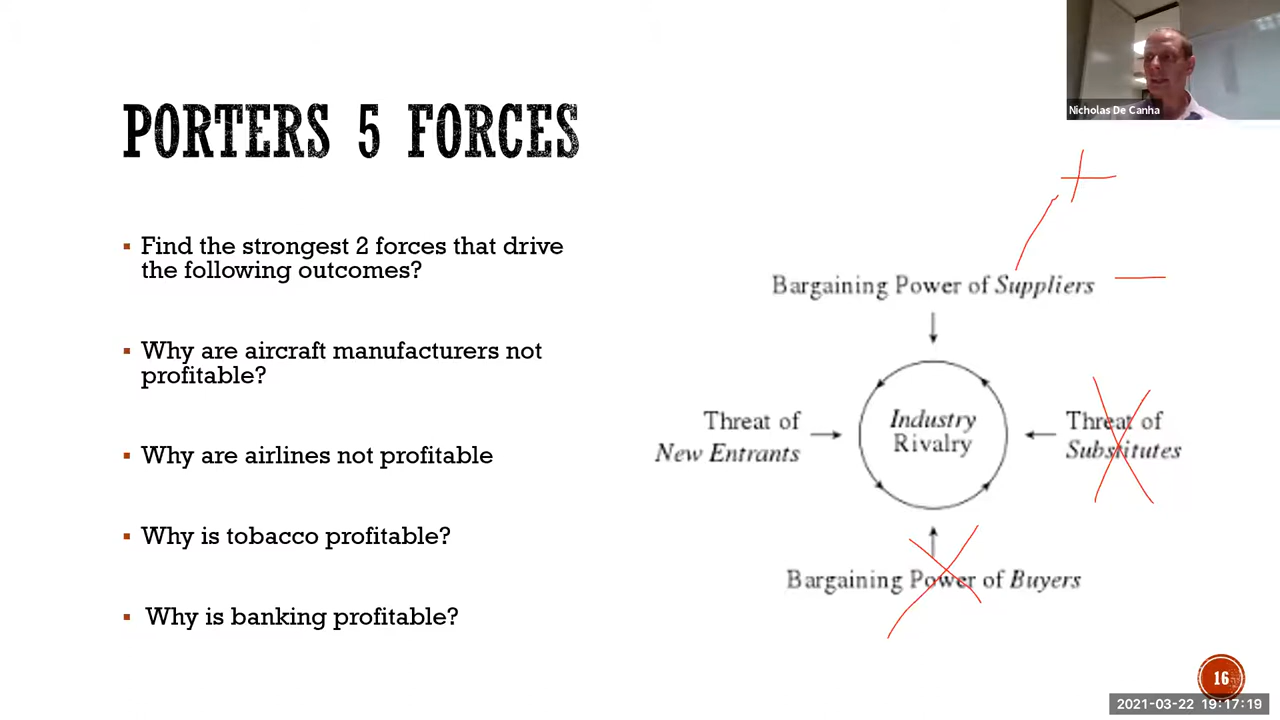 Nicholas De Canha
PORTERS 5 FORCES
▪ Find the strongest 2 forces that drive
the following outcomes?
▪ Why are aircraft manufacturers not
profitable?
▪ Why are airlines not profitable
▪ Why is tobacco profitable?
▪ Why is banking profitable?
Bargaining Power of Suppliers
Threat of
New Entrants
Industry
Rivalry
Threat of
Substitutes
Bargaining Power of Buyers
16
2021-03-22 19:17:19